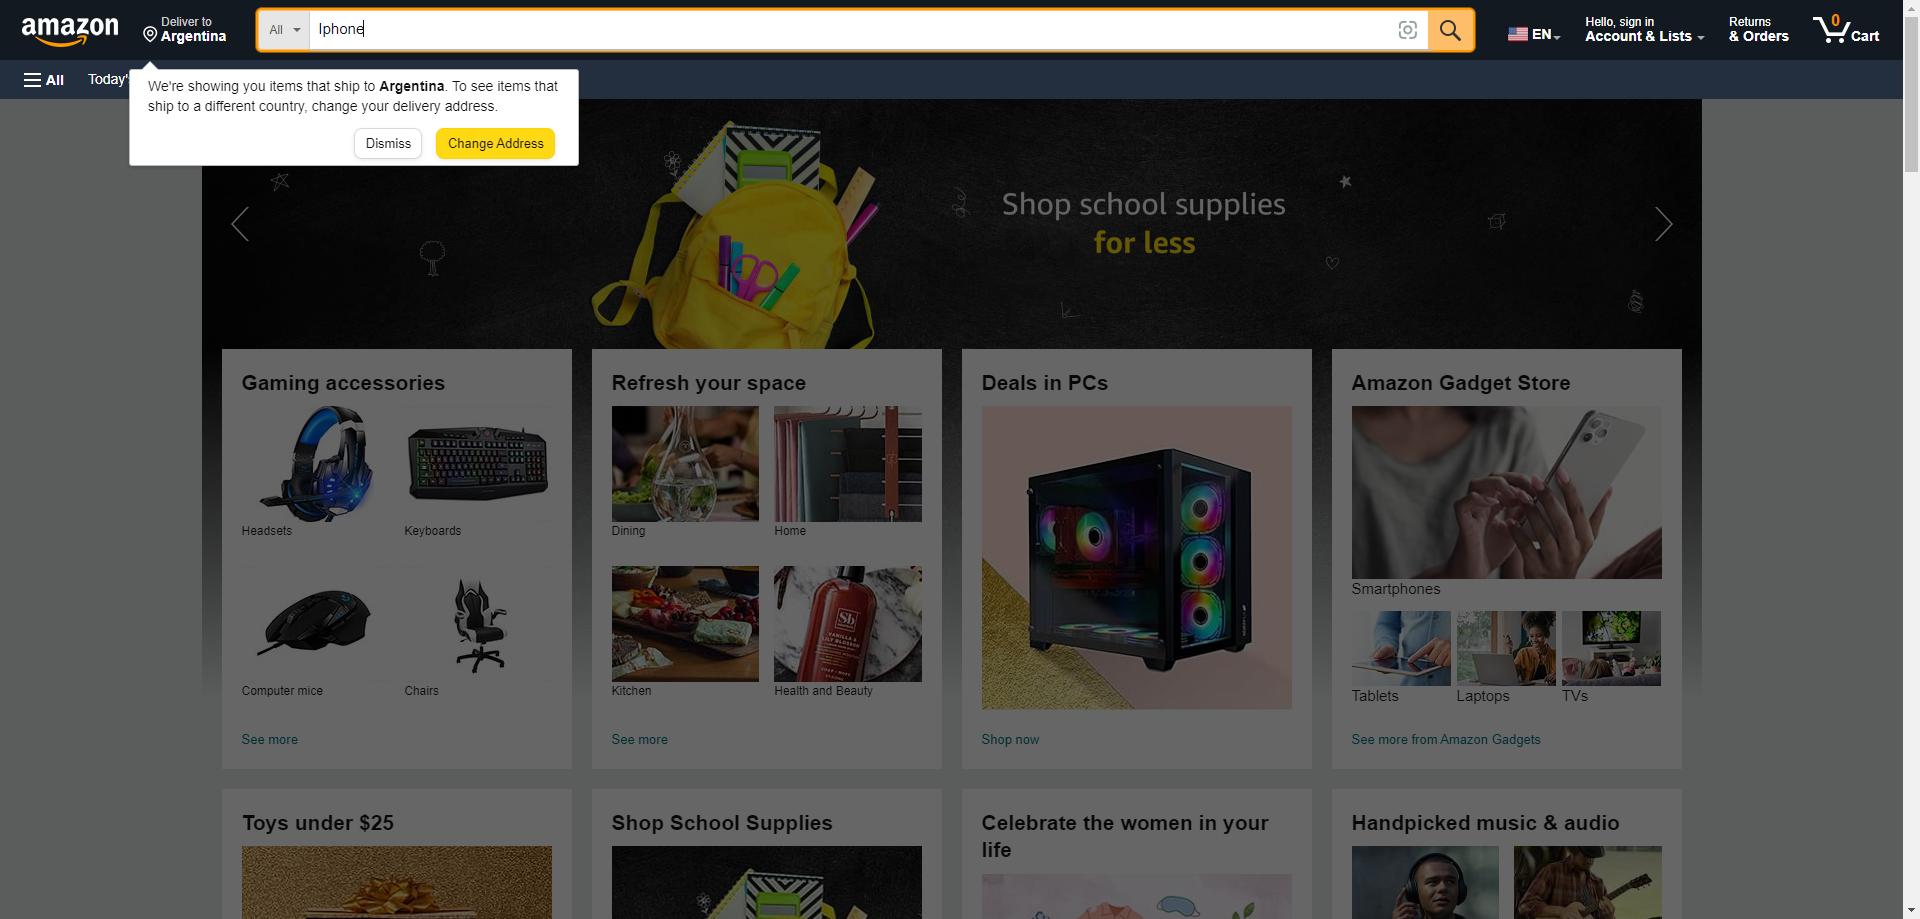 amazon
Deliver to
Argentina
All
Iphone
EN
Hello, sign in
Account & Lists
Returns
& Orders
0
Cart
All
Today's
We're showing you items that ship to Argentina. To see items that
ship to a different country, change your delivery address.
Dismiss
Change Address
Shop school supplies
for less
Gaming accessories
Headsets
Keyboards
Computer mice
Chairs
See more
Refresh your space
Dining
Home
Kitchen
Sb
VANILLA &
LILY BLOSSOM
Health and Beauty
See more
Deals in PCs
Shop now
Amazon Gadget Store
Smartphones
Tablets
Laptops
TVs
See more from Amazon Gadgets
Toys under $25
Shop School Supplies
Celebrate the women in your
life
Handpicked music & audio